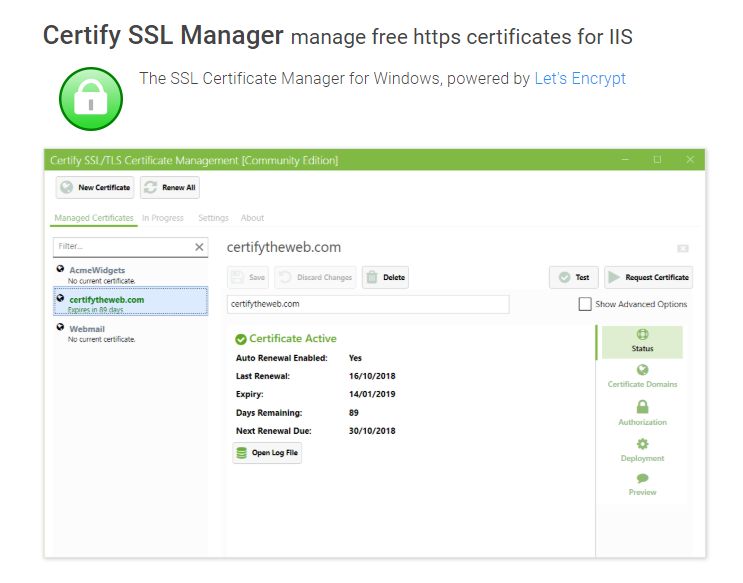 Certify SSL Manager manage free https certificates for IIS
The SSL Certificate Manager for Windows, powered by Let's Encrypt
Certify SSL/TLS Certificate Management [Community Edition]
New Certificate Renew All
Managed Certificates In Progress Settings About
Filter...
AcmeWidgets
No current certificate.
certifytheweb.com
Expires in 89 days
Webmail
No current certificate.
certifytheweb.com
Save Discard Changes Delete Test Request Certificate
certifytheweb.com
Show Advanced Options
Certificate Active
Auto Renewal Enabled: Yes
Last Renewal: 16/10/2018
Expiry: 14/01/2019
Days Remaining: 89
Next Renewal Due: 30/10/2018
Open Log File
Status
Certificate Domains
Authorization
Deployment
Preview